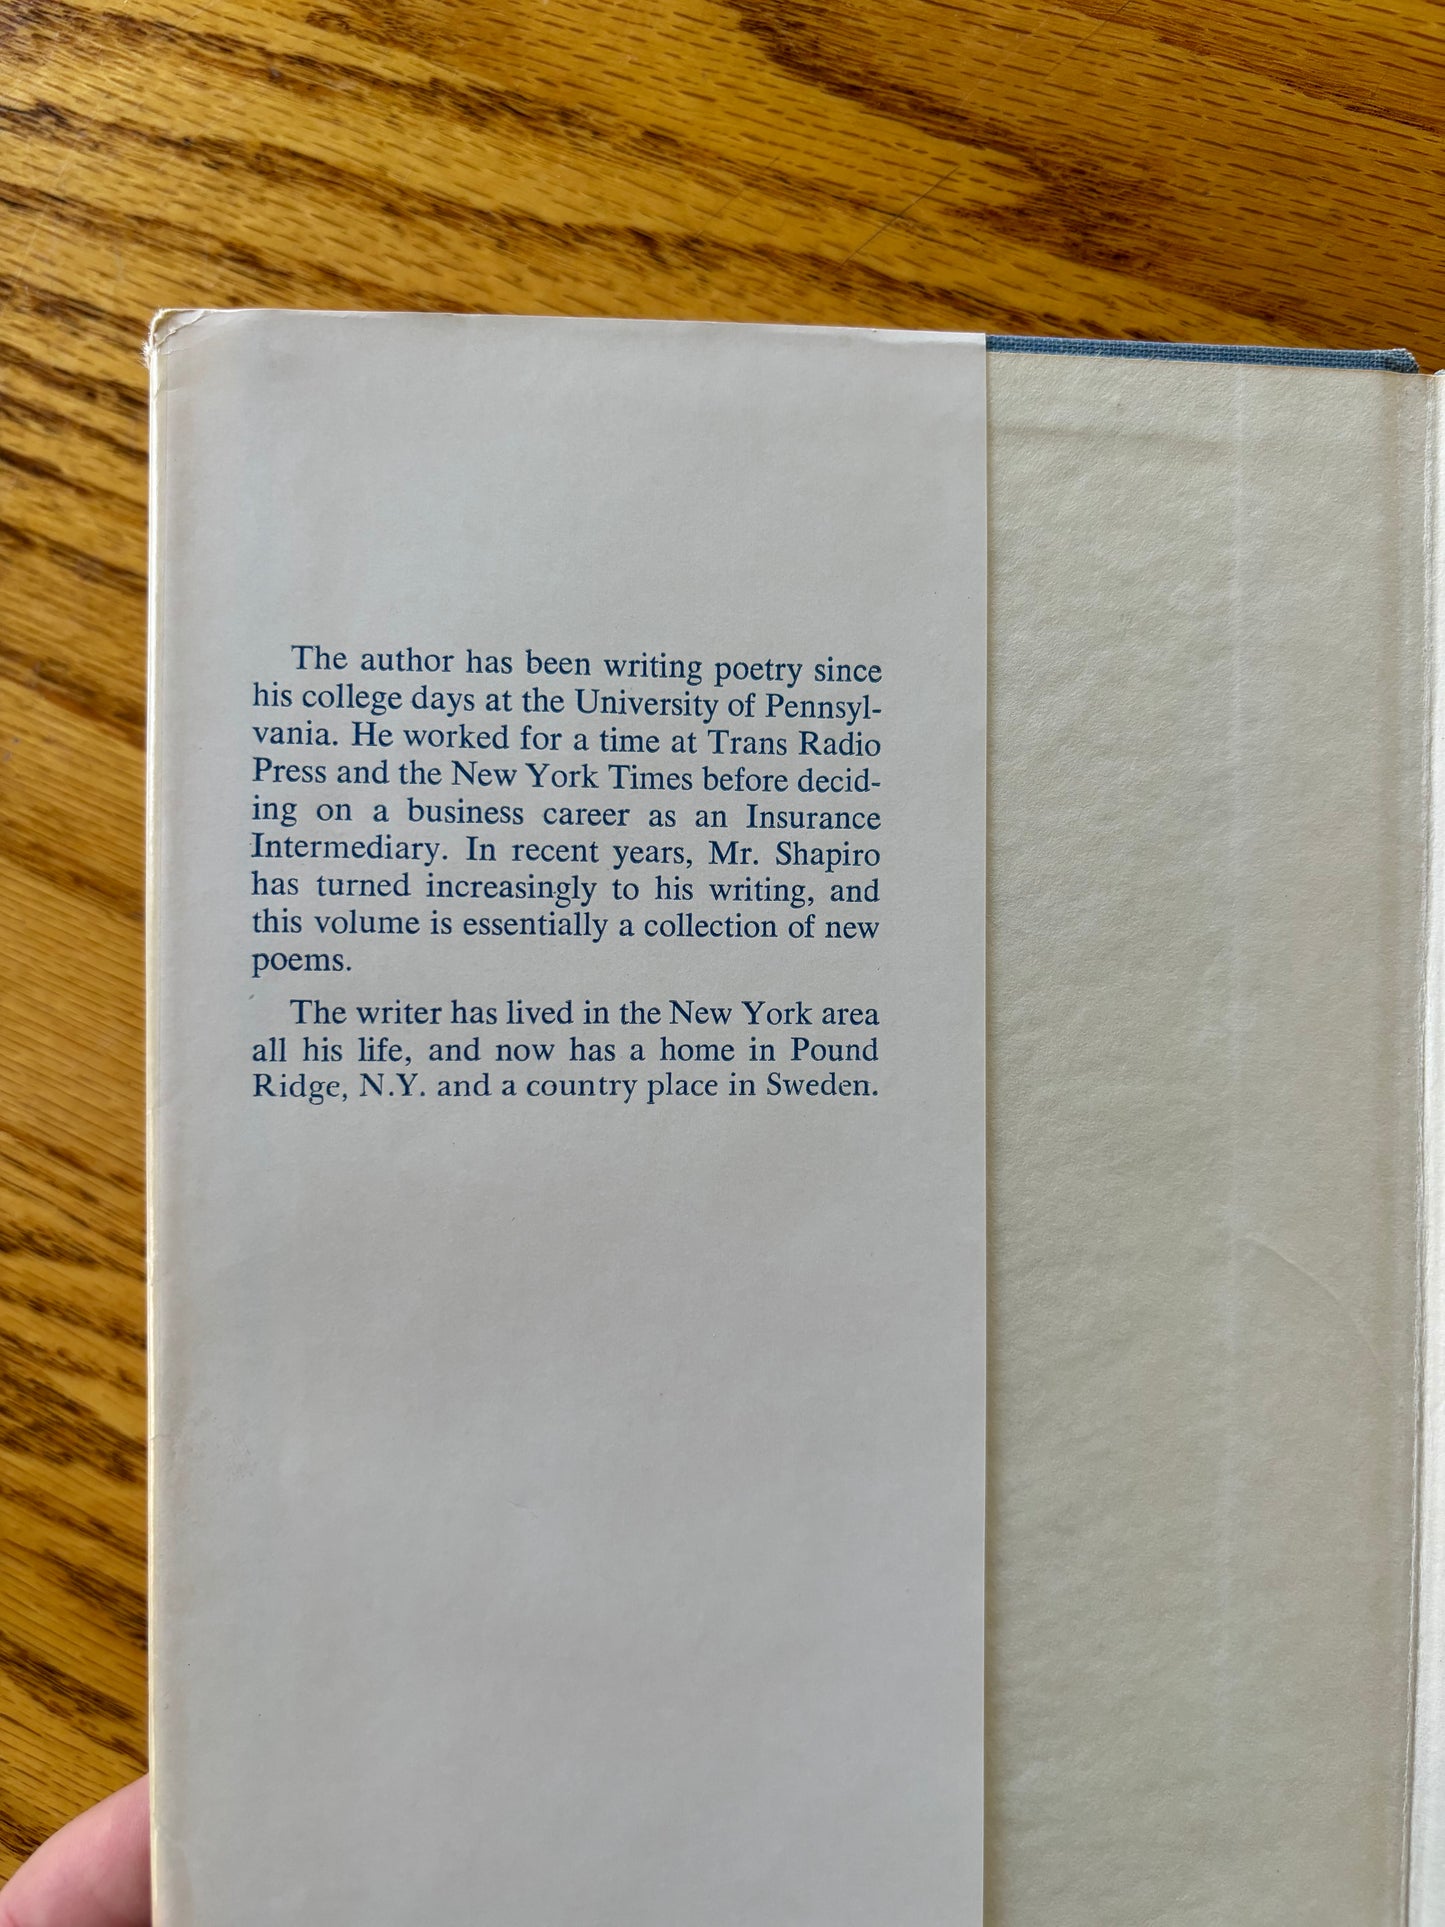 The author has been writing poetry since
his college days at the University of Pennsyl-
vania. He worked for a time at Trans Radio
Press and the New York Times before decid-
ing on a business career as an Insurance
Intermediary. In recent years, Mr. Shapiro
has turned increasingly to his writing, and
this volume is essentially a collection of new
poems.
The writer has lived in the New York area
all his life, and now has a home in Pound
Ridge, N.Y. and a country place in Sweden.